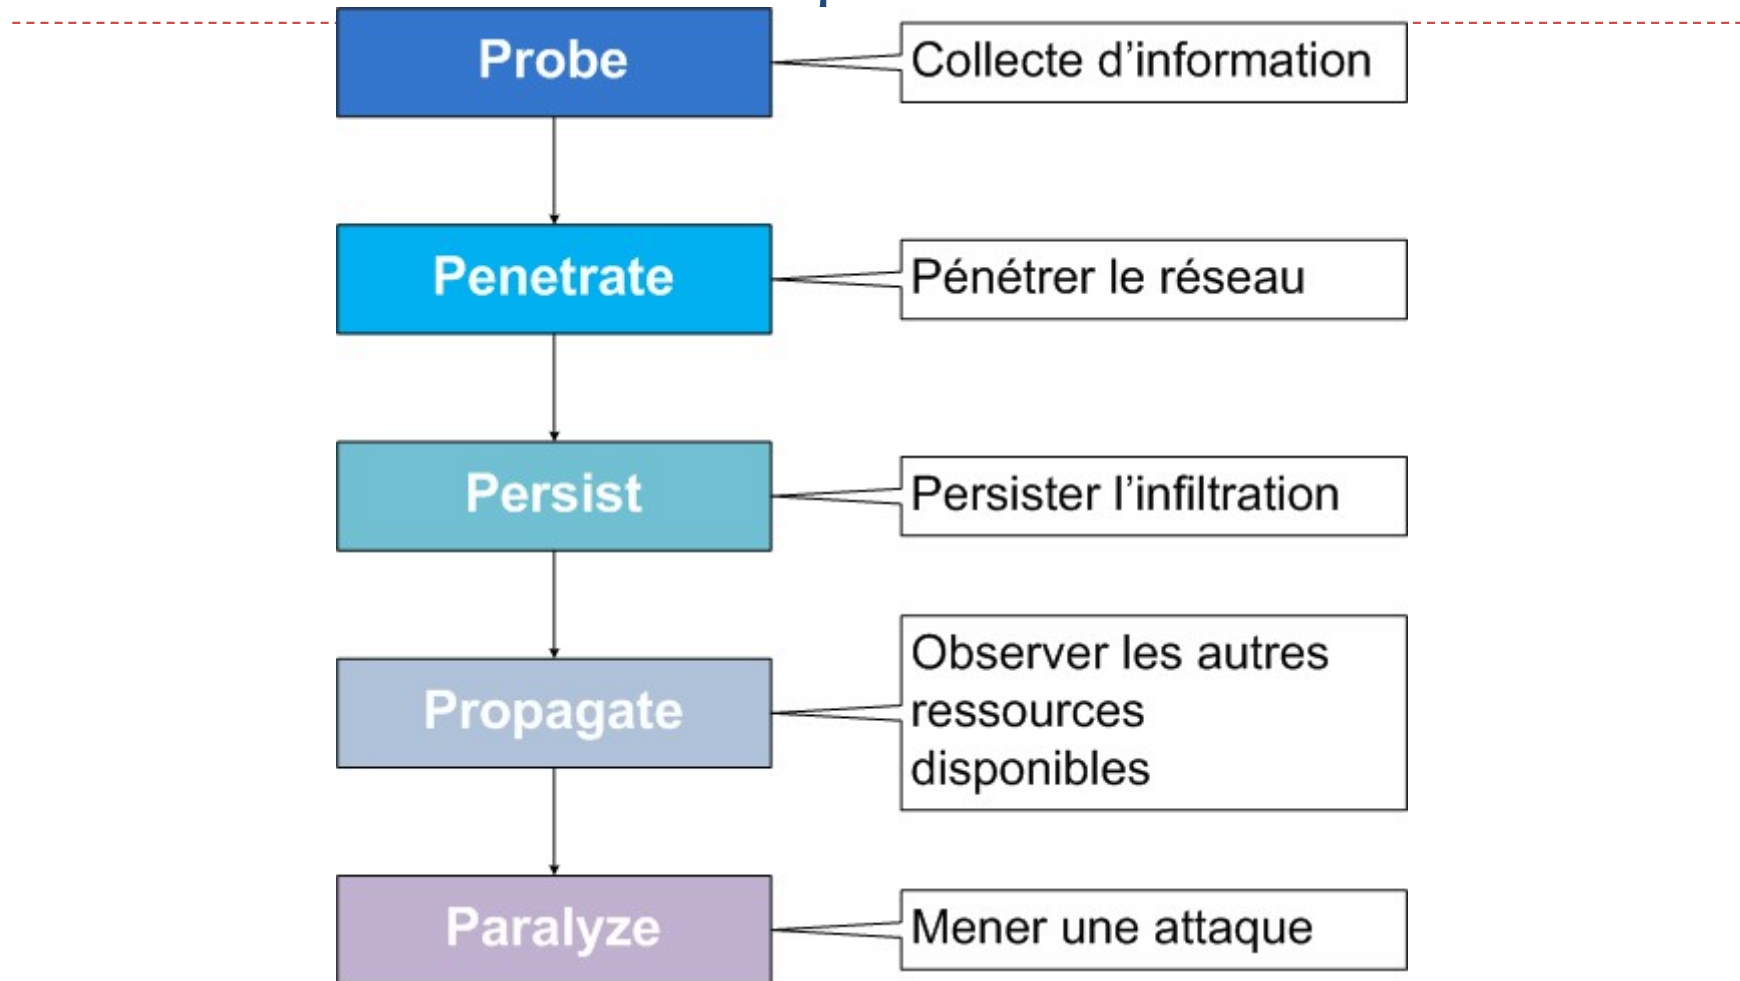 Probe
Collecte d’information
Penetrate
Pénétrer le réseau
Persist
Persister l’infiltration
Propagate
Observer les autres
ressources
disponibles
Paralyze
Mener une attaque